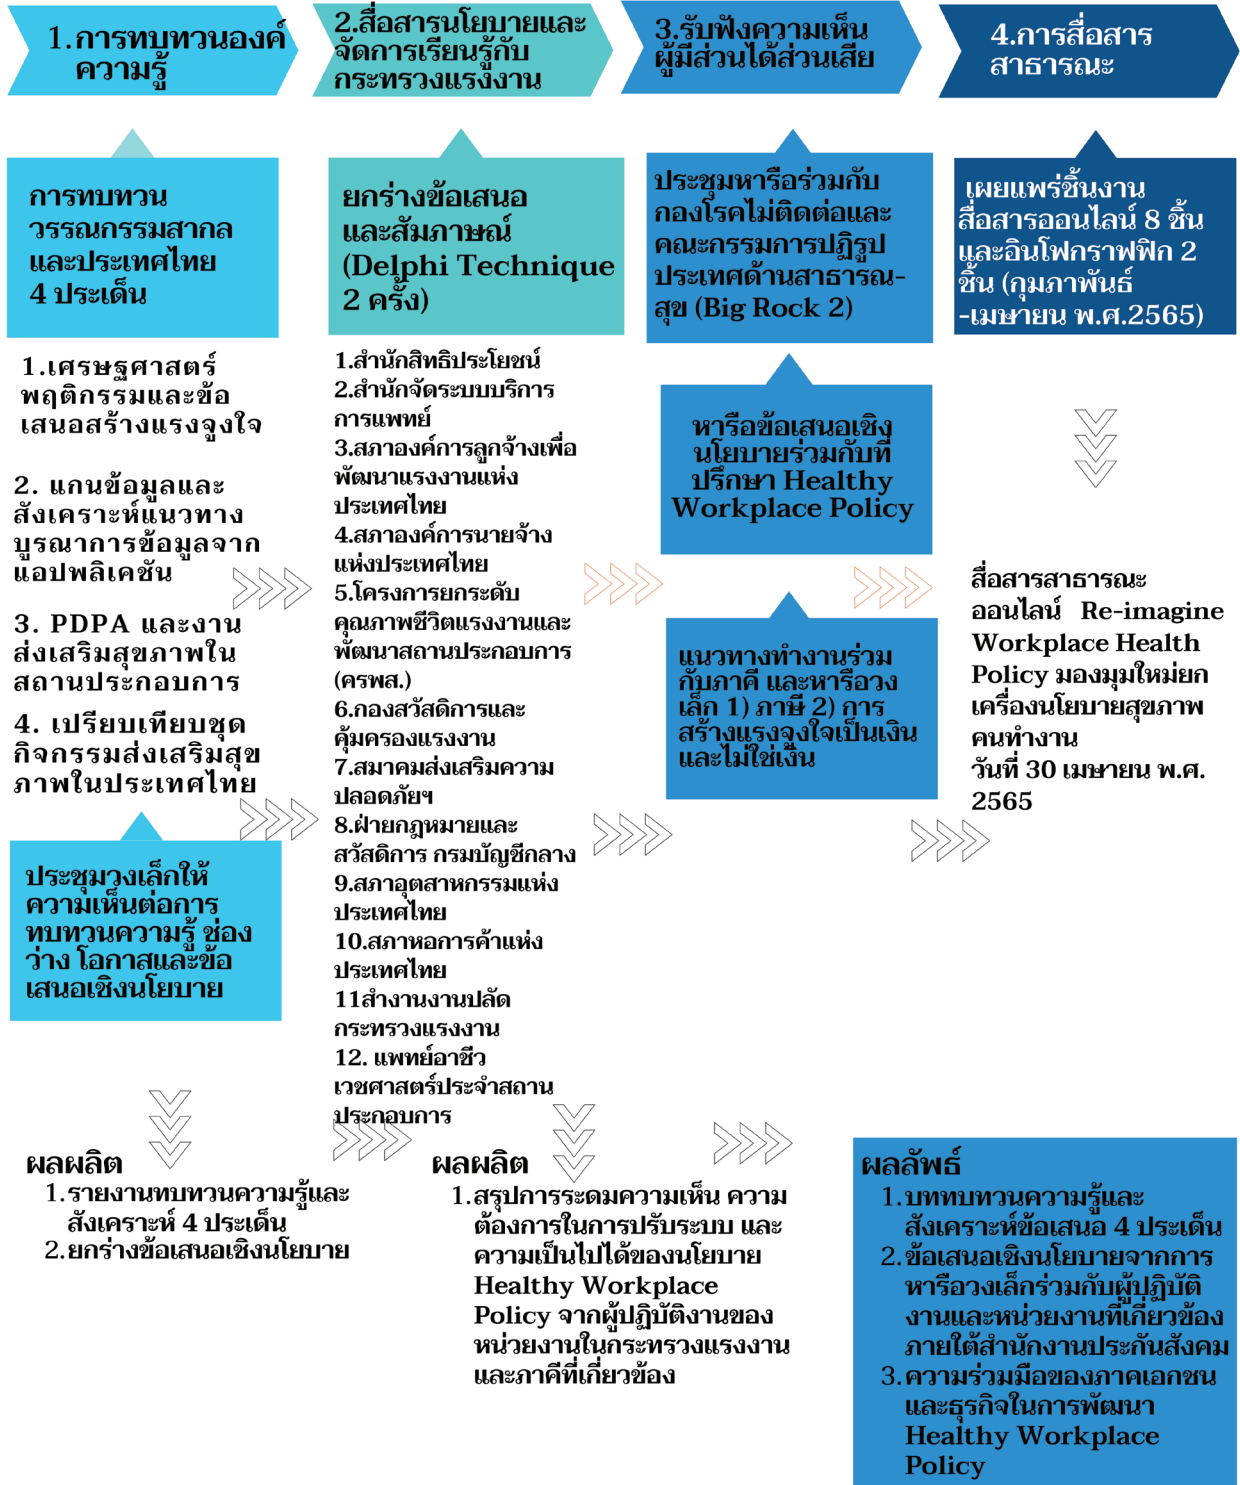 1.การทบทวนองค์
ความรู้
2.สื่อสารนโยบายและ
จัดการเรียนรู้กับ
กระทรวงแรงงาน
3.รับฟังความเห็น
ผู้มีส่วนได้ส่วนเสีย
4.การสื่อสาร
สาธารณะ
การทบทวน
วรรณกรรมสากล
และประเทศไทย
4 ประเด็น
1.เศรษฐศาสตร์
พฤติกรรมและข้อ
เสนอสร้างแรงจูงใจ
2. แกนข้อมูลและ
สังเคราะห์แนวทาง
บูรณาการข้อมูลจาก
แอปพลิเคชัน
3. PDPA และงาน
ส่งเสริมสุขภาพใน
สถานประกอบการ
4. เปรียบเทียบชุด
กิจกรรมส่งเสริมสุข
ภาพในประเทศไทย
ประชุมวงเล็กให้
ความเห็นต่อการ
ทบทวนความรู้ ช่อง
ว่าง โอกาสและข้อ
เสนอเชิงนโยบาย
ยกร่างข้อเสนอ
และสัมภาษณ์
(Delphi Technique
2 ครั้ง)
1.สำนักสิทธิประโยชน์
2.สำนักจัดระบบบริการ
การแพทย์
3.สภาองค์การลูกจ้างเพื่อ
พัฒนาแรงงานแห่ง
ประเทศไทย
4.สภาองค์การนายจ้าง
แห่งประเทศไทย
5.โครงการยกระดับ
คุณภาพชีวิตแรงงานและ
พัฒนาสถานประกอบการ
(ครพส.)
6.กองสวัสดิการและ
คุ้มครองแรงงาน
7.สมาคมส่งเสริมความ
ปลอดภัยฯ
8.ฝ่ายกฎหมายและ
สวัสดิการ กรมบัญชีกลาง
9.สภาอุตสาหกรรมแห่ง
ประเทศไทย
10.สภาหอการค้าแห่ง
ประเทศไทย
11สำงานงานปลัด
กระทรวงแรงงาน
12. แพทย์อาชีว
เวชศาสตร์ประจำสถาน
ประกอบการ
ประชุมหารือร่วมกับ
กองโรคไม่ติดต่อและ
คณะกรรมการปฏิรูป
ประเทศด้านสาธารณ-
สุข (Big Rock 2)
หารือข้อเสนอเชิง
นโยบายร่วมกับที่
ปรึกษา Healthy
Workplace Policy
แนวทางทำงานร่วม
กับภาคี และหารือวง
เล็ก 1) ภาษี 2) การ
สร้างแรงจูงใจเป็นเงิน
และไม่ใช่เงิน
เผยแพร่ชิ้นงาน
สื่อสารออนไลน์ 8 ชิ้น
และอินโฟกราฟฟิก 2
ชิ้น (กุมภาพันธ์
-เมษายน พ.ศ.2565)
สื่อสารสาธารณะ
ออนไลน์ Re-imagine
Workplace Health
Policy มองมุมใหม่ยก
เครื่องนโยบายสุขภาพ
คนทำงาน
วันที่ 30 เมษายน พ.ศ.
2565
ผลผลิต
1.รายงานทบทวนความรู้และ
สังเคราะห์ 4 ประเด็น
2.ยกร่างข้อเสนอเชิงนโยบาย
ผลผลิต
1.สรุปการระดมความเห็น ความ
ต้องการในการปรับระบบ และ
ความเป็นไปได้ของนโยบาย
Healthy Workplace
Policy จากผู้ปฏิบัติงานของ
หน่วยงานในกระทรวงแรงงาน
และภาคีที่เกี่ยวข้อง
ผลลัพธ์
1.บททบทวนความรู้และ
สังเคราะห์ข้อเสนอ 4 ประเด็น
2.ข้อเสนอเชิงนโยบายจากการ
หารือวงเล็กร่วมกับผู้ปฏิบัติ
งานและหน่วยงานที่เกี่ยวข้อง
ภายใต้สำนักงานประกันสังคม
3.ความร่วมมือของภาคเอกชน
และธุรกิจในการพัฒนา
Healthy Workplace
Policy